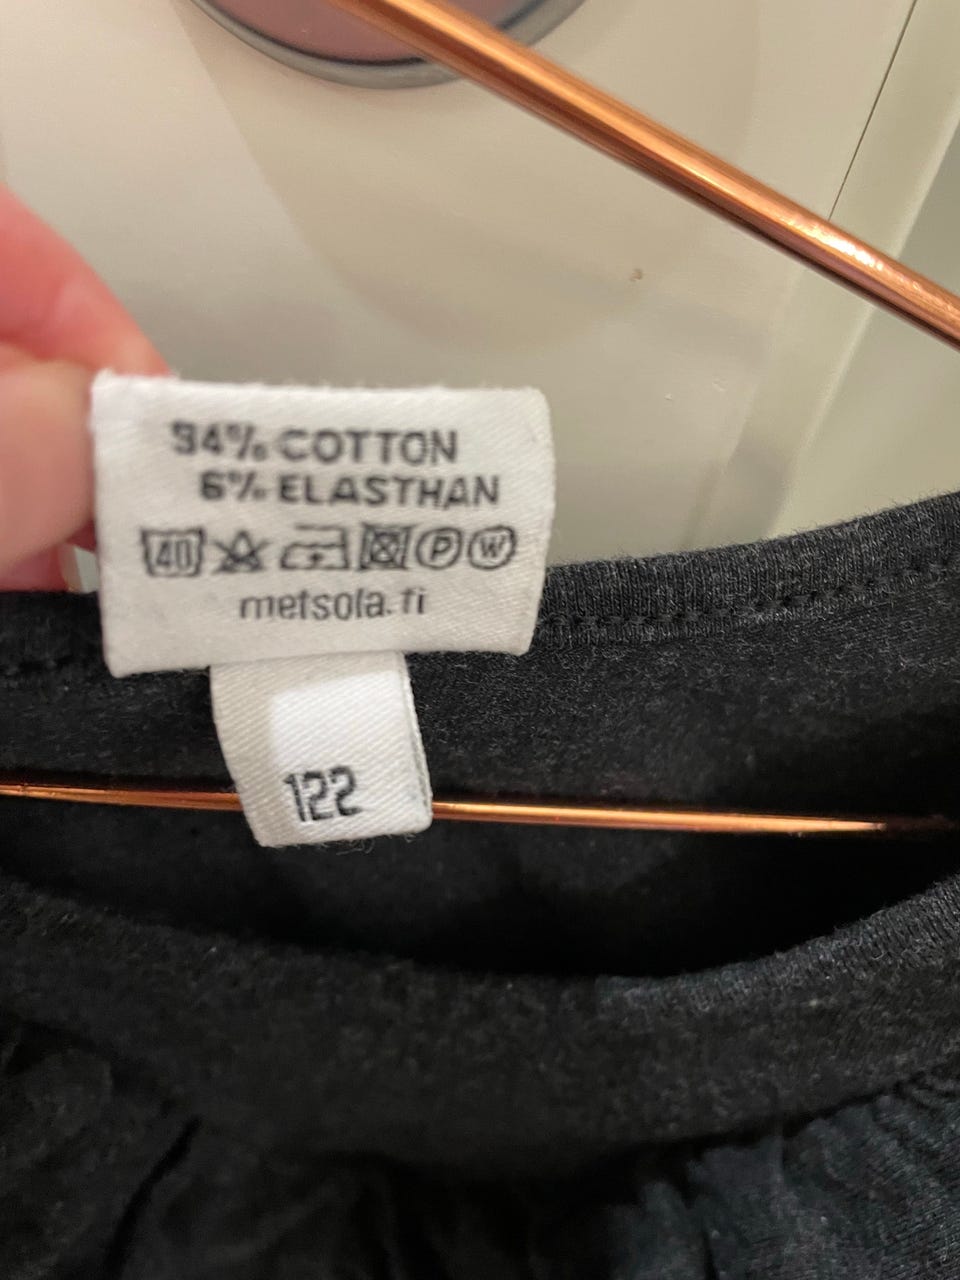 94% COTTON
6% ELASTHAN
40 P W
metsola.fi
122